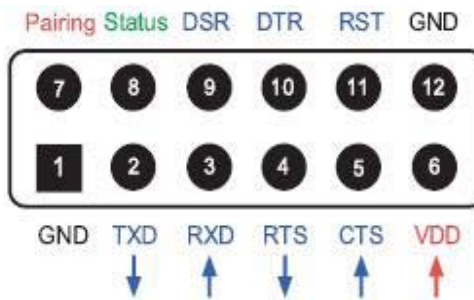 Pairing Status DSR DTR RST GND
7 8 9 10 11 12
1 2 3 4 5 6
GND TXD RXD RTS CTS VDD